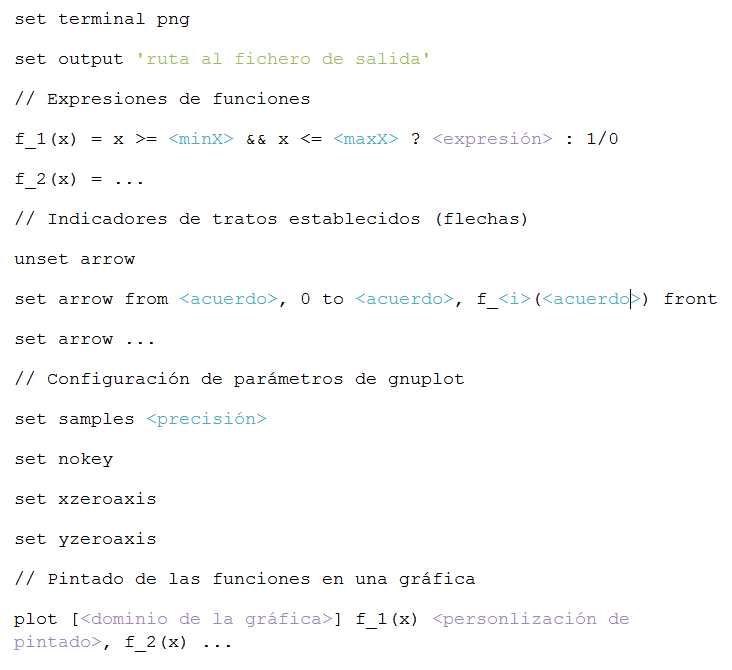 set terminal png
set output 'ruta al fichero de salida'
// Expresiones de funciones
f_1(x) = x >= <minX> && x <= <maxX> ? <expresión> : 1/0
f_2(x) = ...
// Indicadores de tratos establecidos (flechas)
unset arrow
set arrow from <acuerdo>, 0 to <acuerdo>, f_<i>(<acuerdo>) front
set arrow ...
// Configuración de parámetros de gnuplot
set samples <precisión>
set nokey
set xzeroaxis
set yzeroaxis
// Pintado de las funciones en una gráfica
plot [<dominio de la gráfica>] f_1(x) <personlización de
pintado>, f_2(x) ...